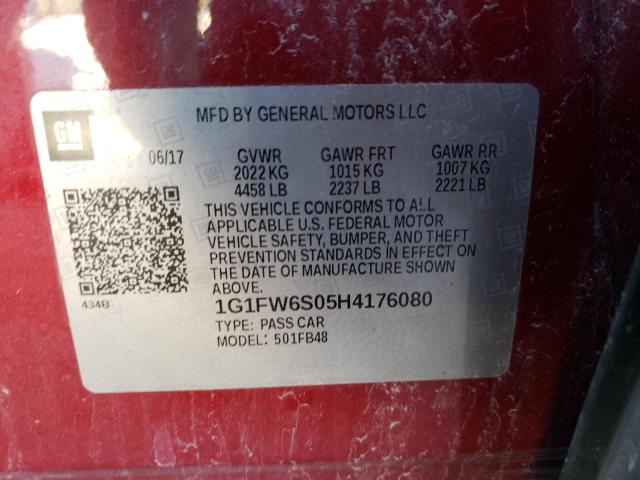 GM
MFD BY GENERAL MOTORS LLC
06/17 GVWR GAWR FRT GAWR RR
2022 KG 1015 KG 1007 KG
4458 LB 2237 LB 2221 LB
THIS VEHICLE CONFORMS TO ALL
APPLICABLE U.S. FEDERAL MOTOR
VEHICLE SAFETY, BUMPER, AND THEFT
PREVENTION STANDARDS IN EFFECT ON
THE DATE OF MANUFACTURE SHOWN
ABOVE.
434B
1G1FW6S05H4176080
TYPE: PASS CAR
MODEL: 501FB48